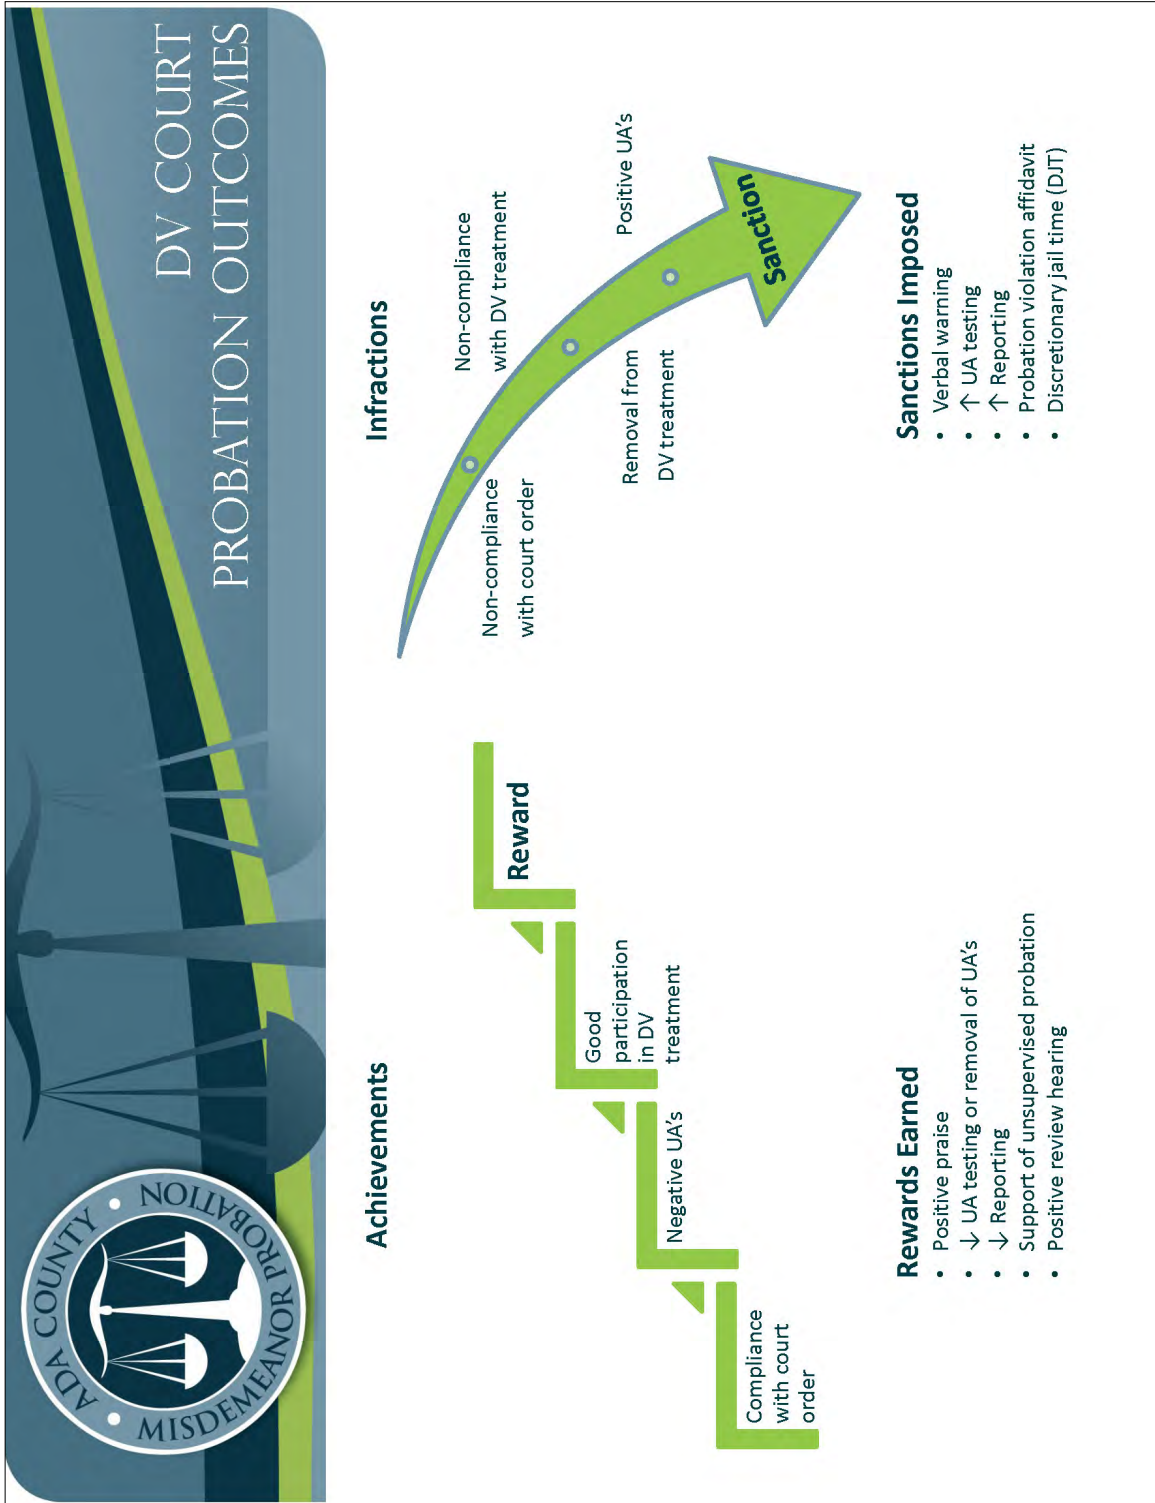 ADA COUNTY
MISDEMEANOR PROBATION
DV COURT
PROBATION OUTCOMES
Achievements
Compliance
with court
order
Negative UA's
Good
participation
in DV
treatment
Reward
Rewards Earned
• Positive praise
• ↓ UA testing or removal of UA's
• ↓ Reporting
• Support of unsupervised probation
• Positive review hearing
Infractions
Non-compliance
with court order
Non-compliance
with DV treatment
Removal from
DV treatment
Positive UA's
Sanction
Sanctions Imposed
• Verbal warning
• ↑ UA testing
• ↑ Reporting
• Probation violation affidavit
• Discretionary jail time (DJT)